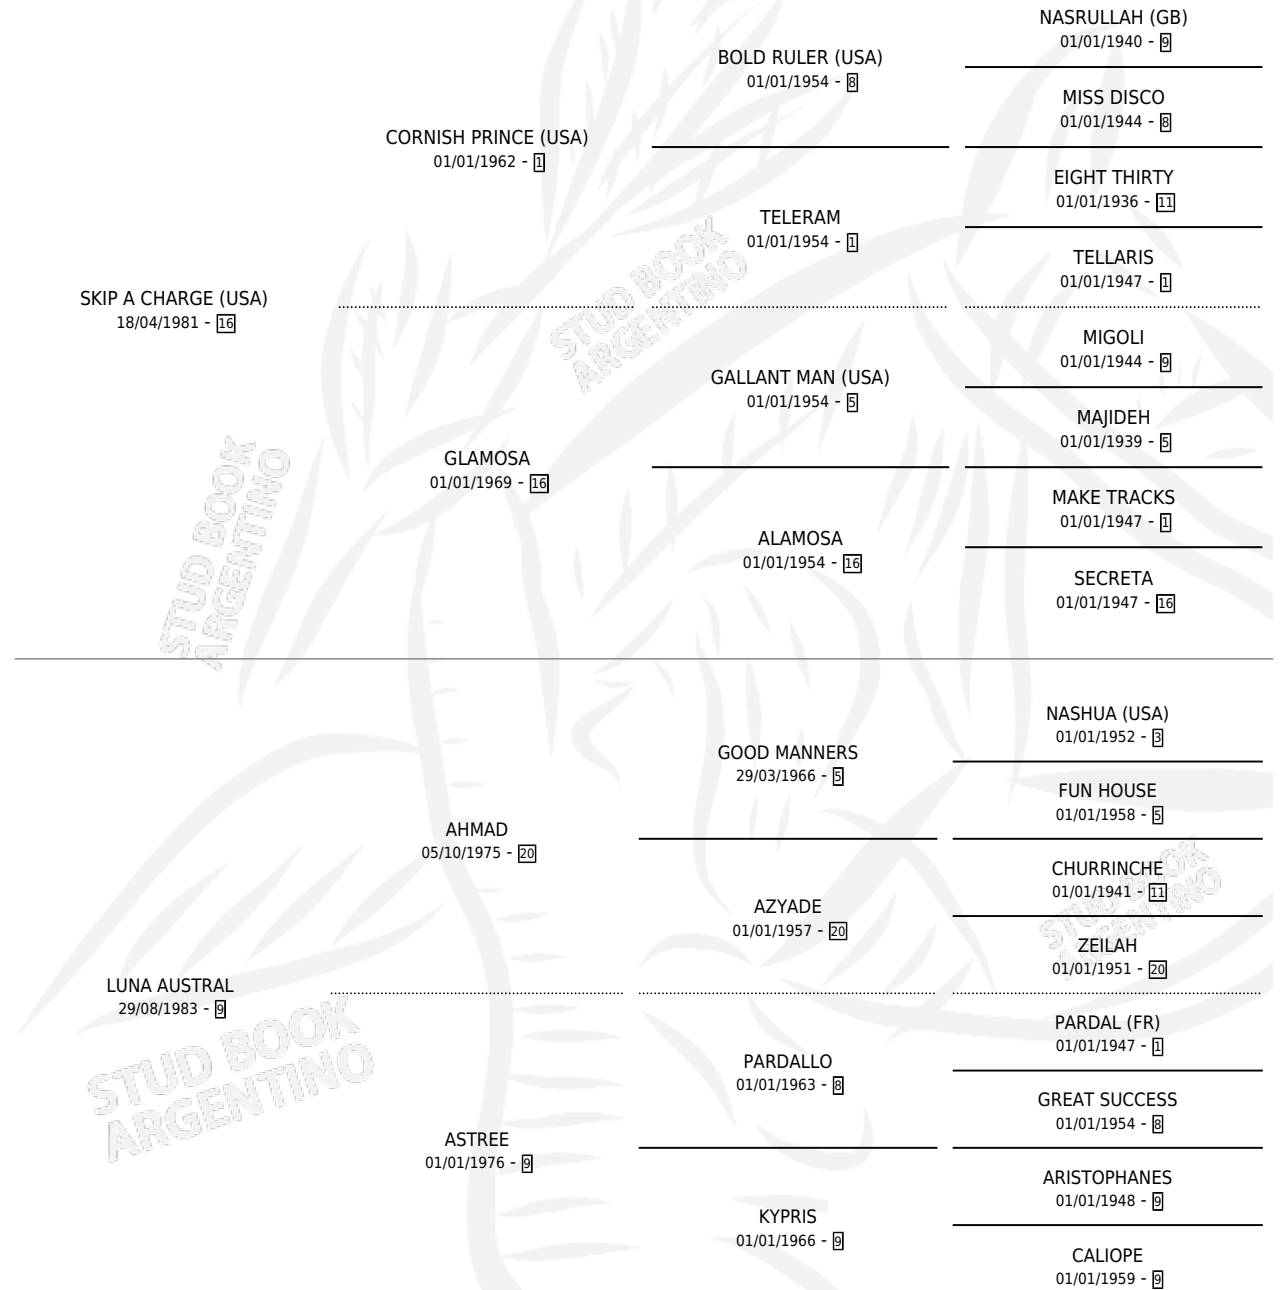 NASRULLAH (GB)
01/01/1940 - 9
BOLD RULER (USA)
01/01/1954 - 8
MISS DISCO
01/01/1944 - 8
CORNISH PRINCE (USA)
01/01/1962 - 1
EIGHT THIRTY
01/01/1936 - 11
TELERAM
01/01/1954 - 1
TELLARIS
01/01/1947 - 1
SKIP A CHARGE (USA)
18/04/1981 - 16
MIGOLI
01/01/1944 - 9
GALLANT MAN (USA)
01/01/1954 - 5
MAJIDEH
01/01/1939 - 5
GLAMOSA
01/01/1969 - 16
MAKE TRACKS
01/01/1947 - 1
ALAMOSA
01/01/1954 - 16
SECRETA
01/01/1947 - 16
NASHUA (USA)
01/01/1952 - 3
GOOD MANNERS
29/03/1966 - 5
FUN HOUSE
01/01/1958 - 5
AHMAD
05/10/1975 - 20
CHURRINCHE
01/01/1941 - 11
AZYADE
01/01/1957 - 20
ZEILAH
01/01/1951 - 20
LUNA AUSTRAL
29/08/1983 - 9
PARDAL (FR)
01/01/1947 - 1
PARDALLO
01/01/1963 - 8
GREAT SUCCESS
01/01/1954 - 8
ASTREE
01/01/1976 - 9
ARISTOPHANES
01/01/1948 - 9
KYPRIS
01/01/1966 - 9
CALIOPE
01/01/1959 - 9
STUD BOOK
ARGENTINO
STUD BOOK
ARGENTINO
STUD BOOK
ARGENTINO
STUD BOOK
ARGENTINO